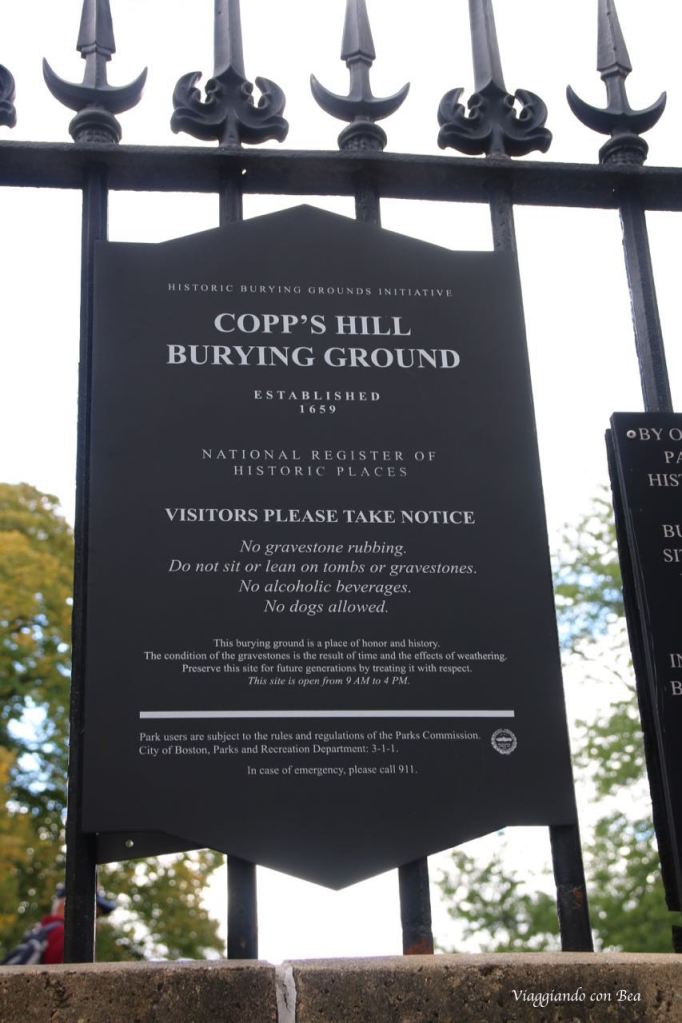 HISTORIC BURYING GROUNDS INITIATIVE
COPP'S HILL
BURYING GROUND
ESTABLISHED
1659
NATIONAL REGISTER OF
HISTORIC PLACES
VISITORS PLEASE TAKE NOTICE
No gravestone rubbing.
Do not sit or lean on tombs or gravestones.
No alcoholic beverages.
No dogs allowed.
This burying ground is a place of honor and history.
The condition of the gravestones is the result of time and the effects of weathering.
Preserve this site for future generations by treating it with respect.
This site is open from 9 AM to 4 PM.
Park users are subject to the rules and regulations of the Parks Commission.
City of Boston, Parks and Recreation Department: 3-1-1.
In case of emergency, please call 911.
BY O
PA
HIS
BU
SI
IN
B
Viaggiando con Bea